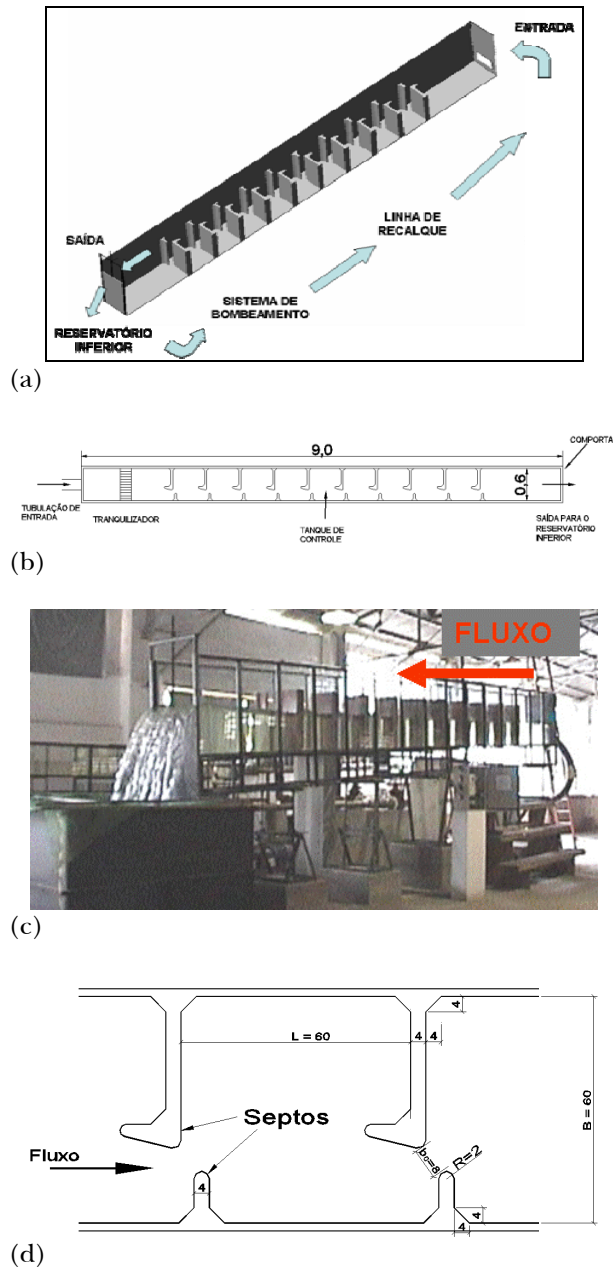 ENTRADA
LINHA DE
RECALQUE
SAÍDA
SISTEMA DE
BOMBEAMENTO
RESERVATÓRIO
INFERIOR
(a)
9,0
COMPORTA
0,6
TUBULAÇÃO DE
ENTRADA
TRANQUILIZADOR
TANQUE DE
CONTROLE
SAÍDA PARA O
RESERVATÓRIO
INFERIOR
(b)
FLUXO
(c)
4
L = 60
4 4
B = 60
Septos
Fluxo
b₀=8
R=2
4
4
4
(d)